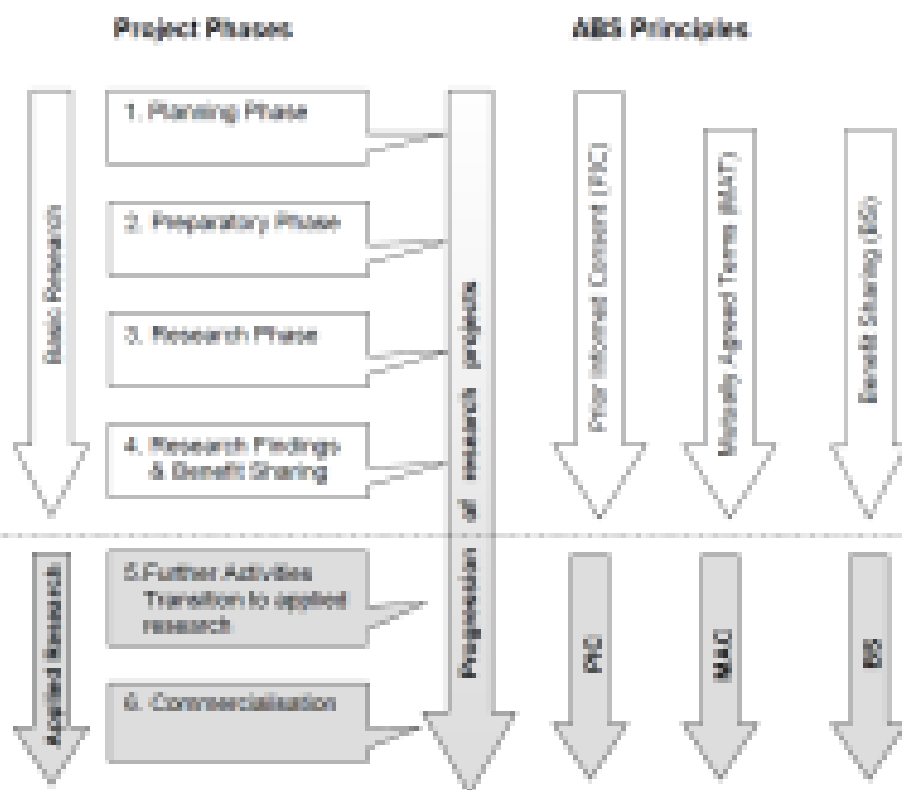 Project Phases
ABS Principles
1. Planning Phase
2. Preparatory Phase
3. Research Phase
4. Research Findings
& Benefit Sharing
5.Further Activities
Transition to applied
research
6. Commercialisation
Basic Research
Applied Research
Progression of research projects
Prior Informed Consent (PIC)
Mutually Agreed Terms (MAT)
Benefit Sharing (BS)
PIC
MAC
BS